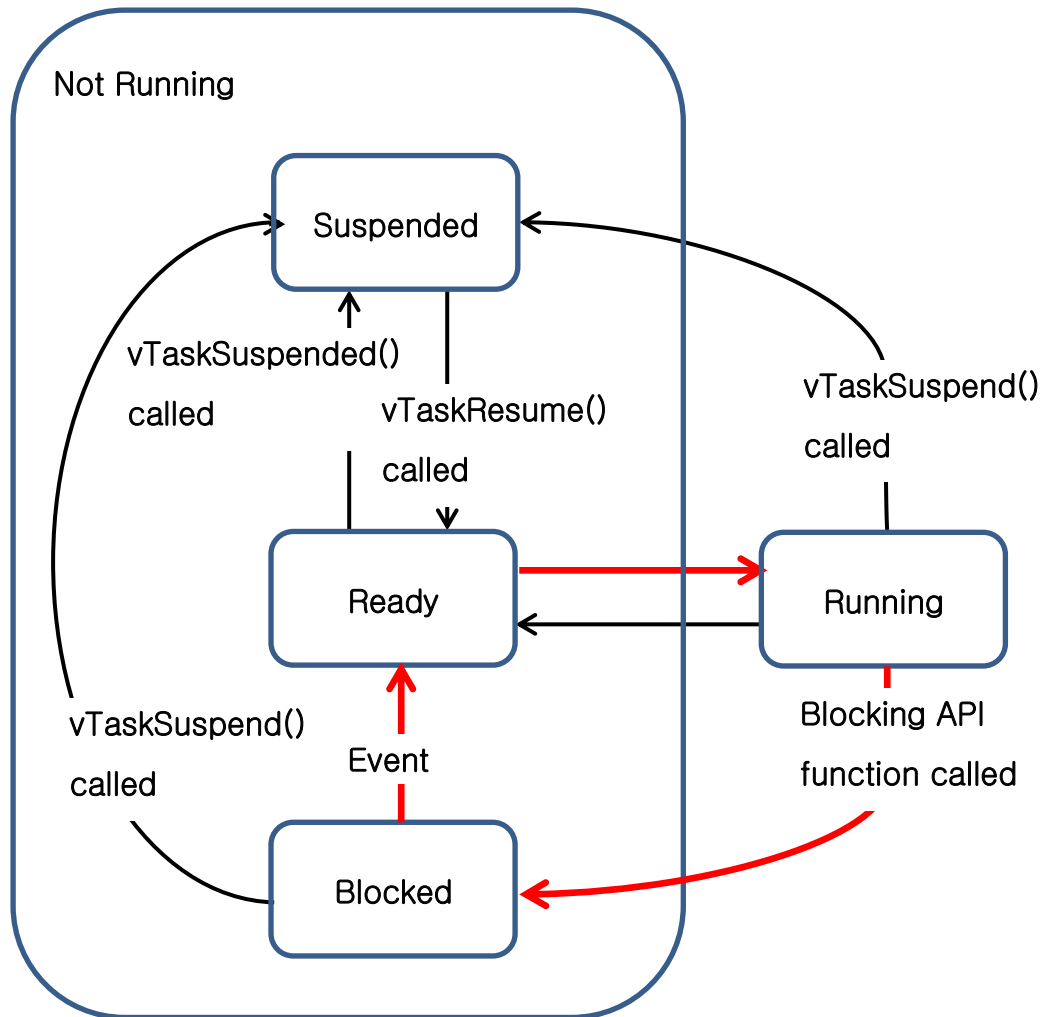 Not Running
Suspended
vTaskSuspended()
called
vTaskResume()
called
vTaskSuspend()
called
Ready
Running
vTaskSuspend()
called
Event
Blocking API
function called
Blocked